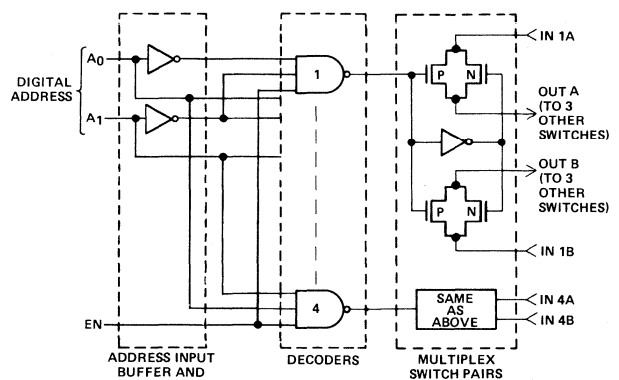 DIGITAL
ADDRESS
A0
A1
EN
1
4
P N
P N
IN 1A
OUT A
(TO 3
OTHER
SWITCHES)
OUT B
(TO 3
OTHER
SWITCHES)
IN 1B
SAME
AS
ABOVE
IN 4A
IN 4B
ADDRESS INPUT
BUFFER AND
DECODERS
MULTIPLEX
SWITCH PAIRS